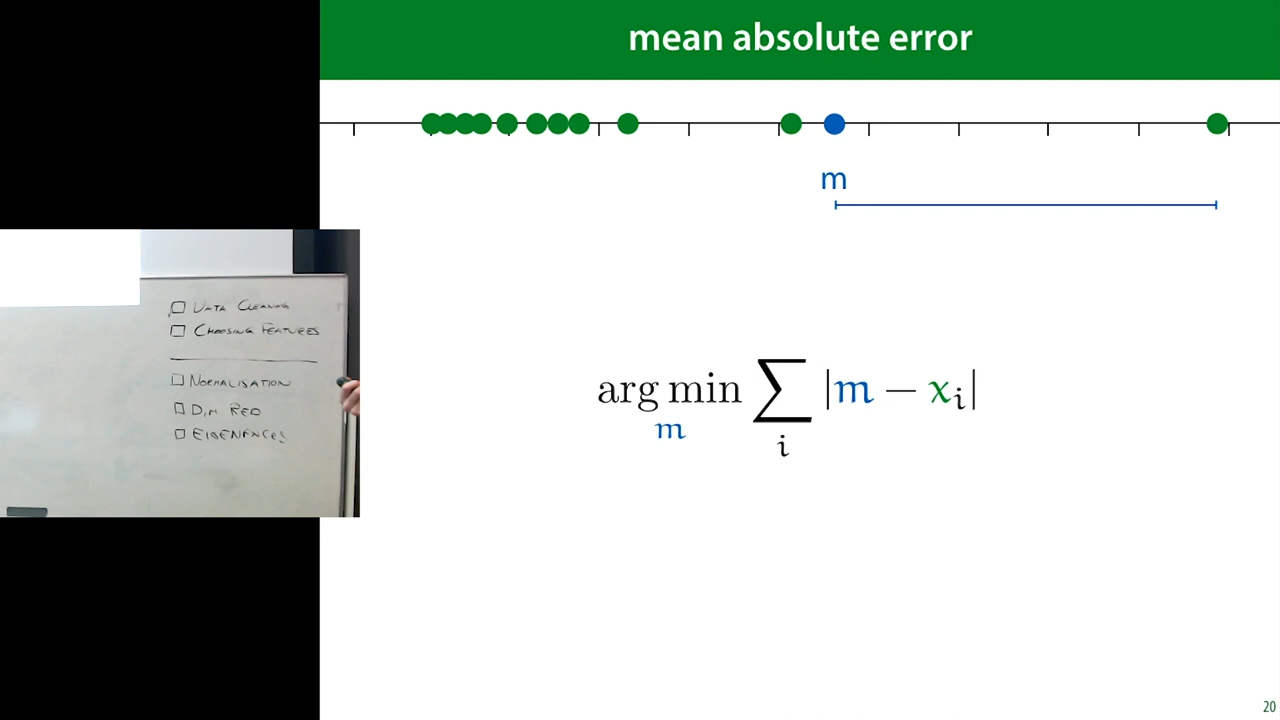 mean absolute error
m
arg min ∑ |m − xᵢ|
m
i
DATA CLEANING
CHOOSING FEATURES
NORMALISATION
DIM RED
EIGENFACES
20